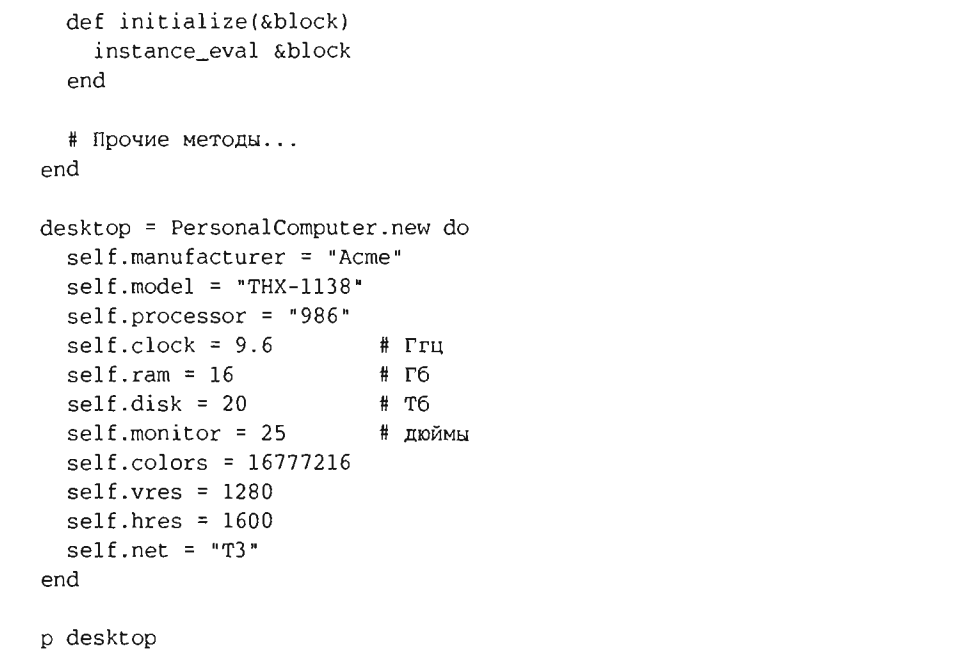 def initialize(&block)
instance_eval &block
end
# Прочие методы...
end
desktop = PersonalComputer.new do
self.manufacturer = "Acme"
self.model = "THX-1138"
self.processor = "986"
self.clock = 9.6 # Ггц
self.ram = 16 # Гб
self.disk = 20 # Тб
self.monitor = 25 # дюймы
self.colors = 16777216
self.vres = 1280
self.hres = 1600
self.net = "T3"
end
p desktop